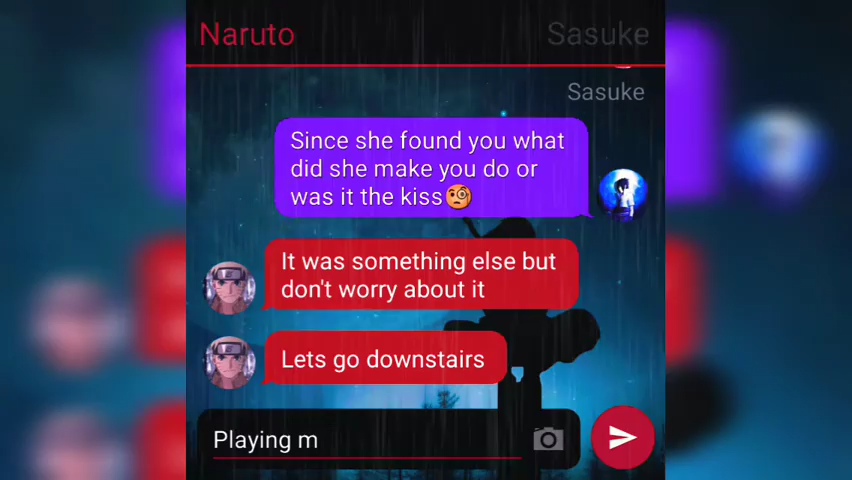 Naruto
Sasuke
Sasuke
Since she found you what
did she make you do or
was it the kiss🧐
It was something else but
don't worry about it
Lets go downstairs
Playing m